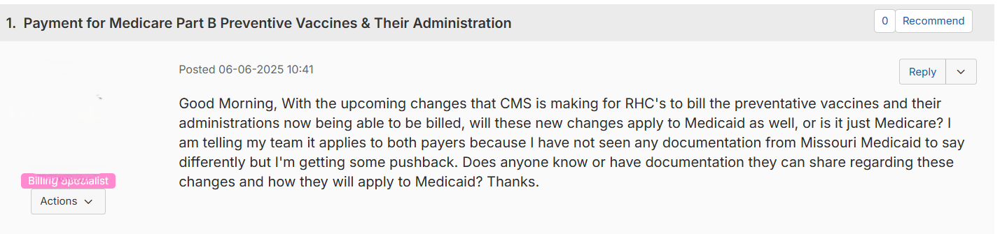 1. Payment for Medicare Part B Preventive Vaccines & Their Administration
0 Recommend
Posted 06-06-2025 10:41
Reply
Good Morning, With the upcoming changes that CMS is making for RHC's to bill the preventative vaccines and their
administrations now being able to be billed, will these new changes apply to Medicaid as well, or is it just Medicare? I
am telling my team it applies to both payers because I have not seen any documentation from Missouri Medicaid to say
differently but I'm getting some pushback. Does anyone know or have documentation they can share regarding these
changes and how they will apply to Medicaid? Thanks.
Billing Specialist
Actions